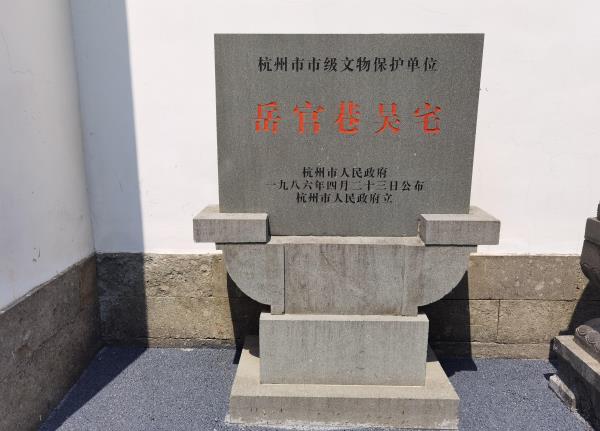 杭州市市级文物保护单位
岳官巷吴宅
杭州市人民政府
一九八六年四月二十三日公布
杭州市人民政府立